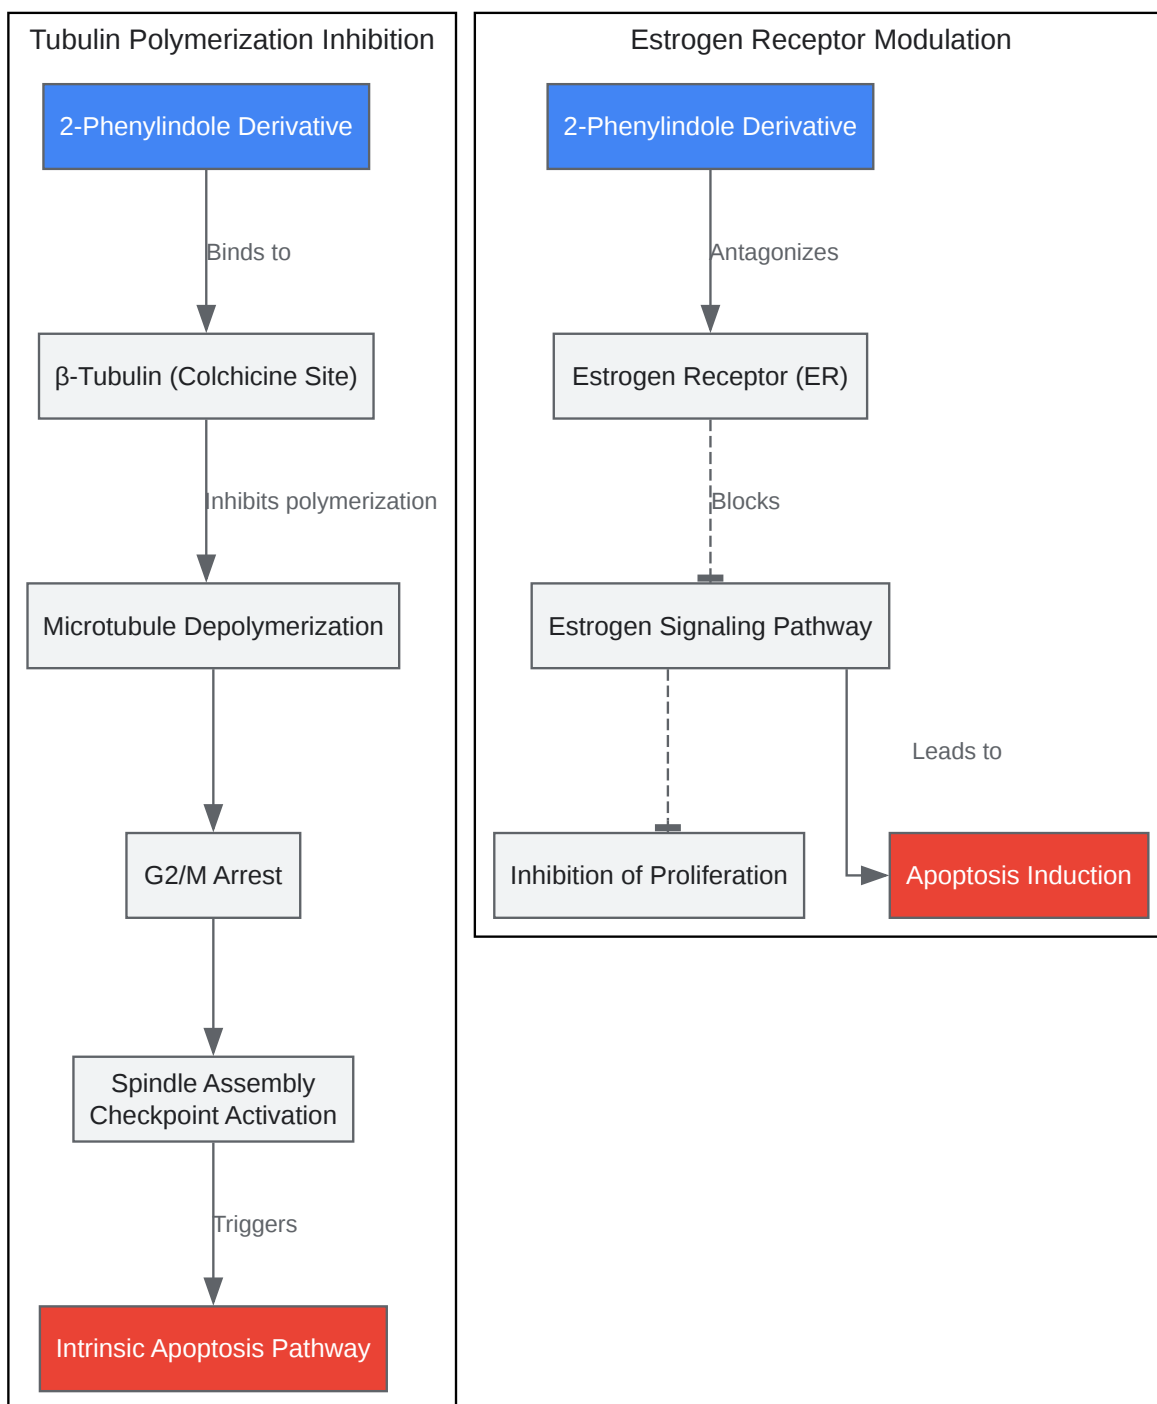 Tubulin Polymerization Inhibition
2-Phenylindole Derivative
Binds to
β-Tubulin (Colchicine Site)
Inhibits polymerization
Microtubule Depolymerization
G2/M Arrest
Spindle Assembly
Checkpoint Activation
Triggers
Intrinsic Apoptosis Pathway
Estrogen Receptor Modulation
2-Phenylindole Derivative
Antagonizes
Estrogen Receptor (ER)
Blocks
Estrogen Signaling Pathway
Leads to
Inhibition of Proliferation
Apoptosis Induction